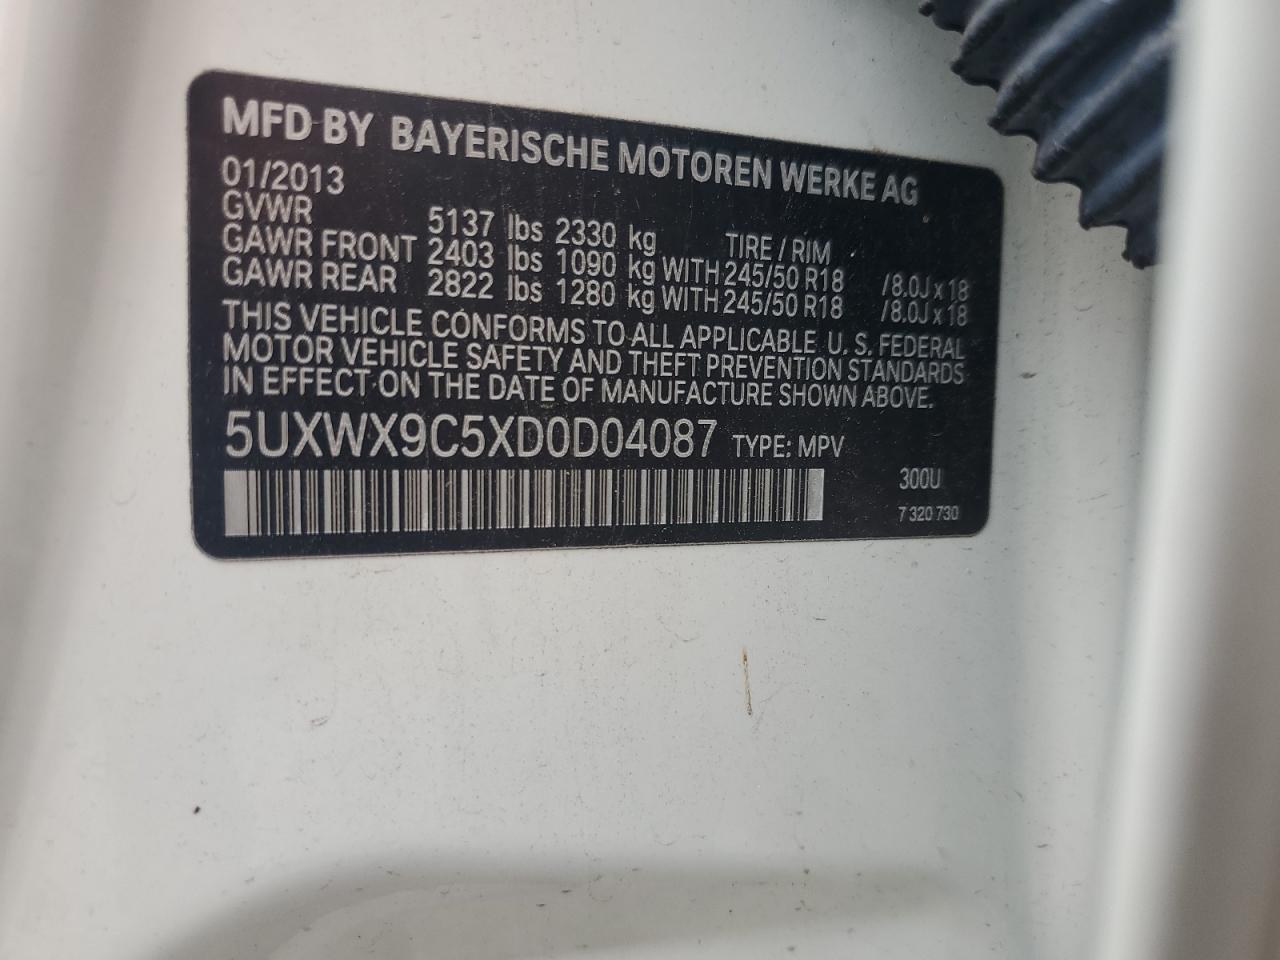 MFD BY BAYERISCHE MOTOREN WERKE AG
01/2013
GVWR 5137 lbs 2330 kg TIRE / RIM
GAWR FRONT 2403 lbs 1090 kg WITH 245/50 R18 / 8.0J x 18
GAWR REAR 2822 lbs 1280 kg WITH 245/50 R18 / 8.0J x 18
THIS VEHICLE CONFORMS TO ALL APPLICABLE U. S. FEDERAL
MOTOR VEHICLE SAFETY AND THEFT PREVENTION STANDARDS
IN EFFECT ON THE DATE OF MANUFACTURE SHOWN ABOVE.
5UXWX9C5XD0D04087 TYPE: MPV
300U
7 320 730